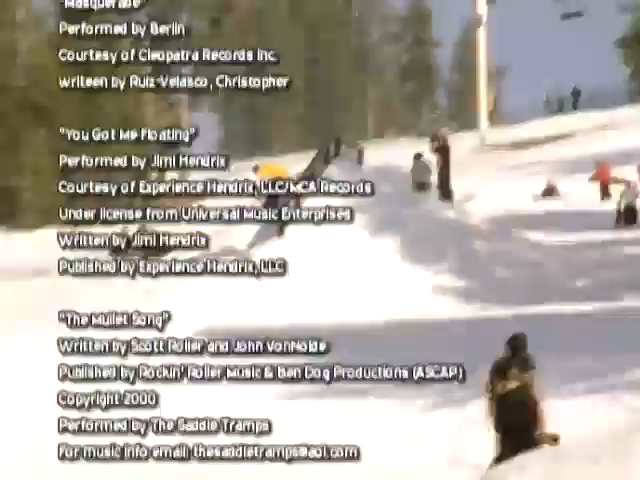 "Masquerade"
Performed by Berlin
Courtesy of Cleopatra Records Inc.
writeen by Ruiz-Velasco, Christopher
"You Got Me Floating"
Performed by Jimi Hendrix
Courtesy of Experience Hendrix, LLC/MCA Records
Under license from Universal Music Enterprises
Written by Jimi Hendrix
Published by Experience Hendrix, LLC
"The Mullet Song"
Written by Scott Roller and John VonNolde
Published by Rockin' Roller Music & Ben Dog Productions (ASCAP)
Copyright 2000
Performed by The Saddle Tramps
For music info email: thesaddletramps@aol.com